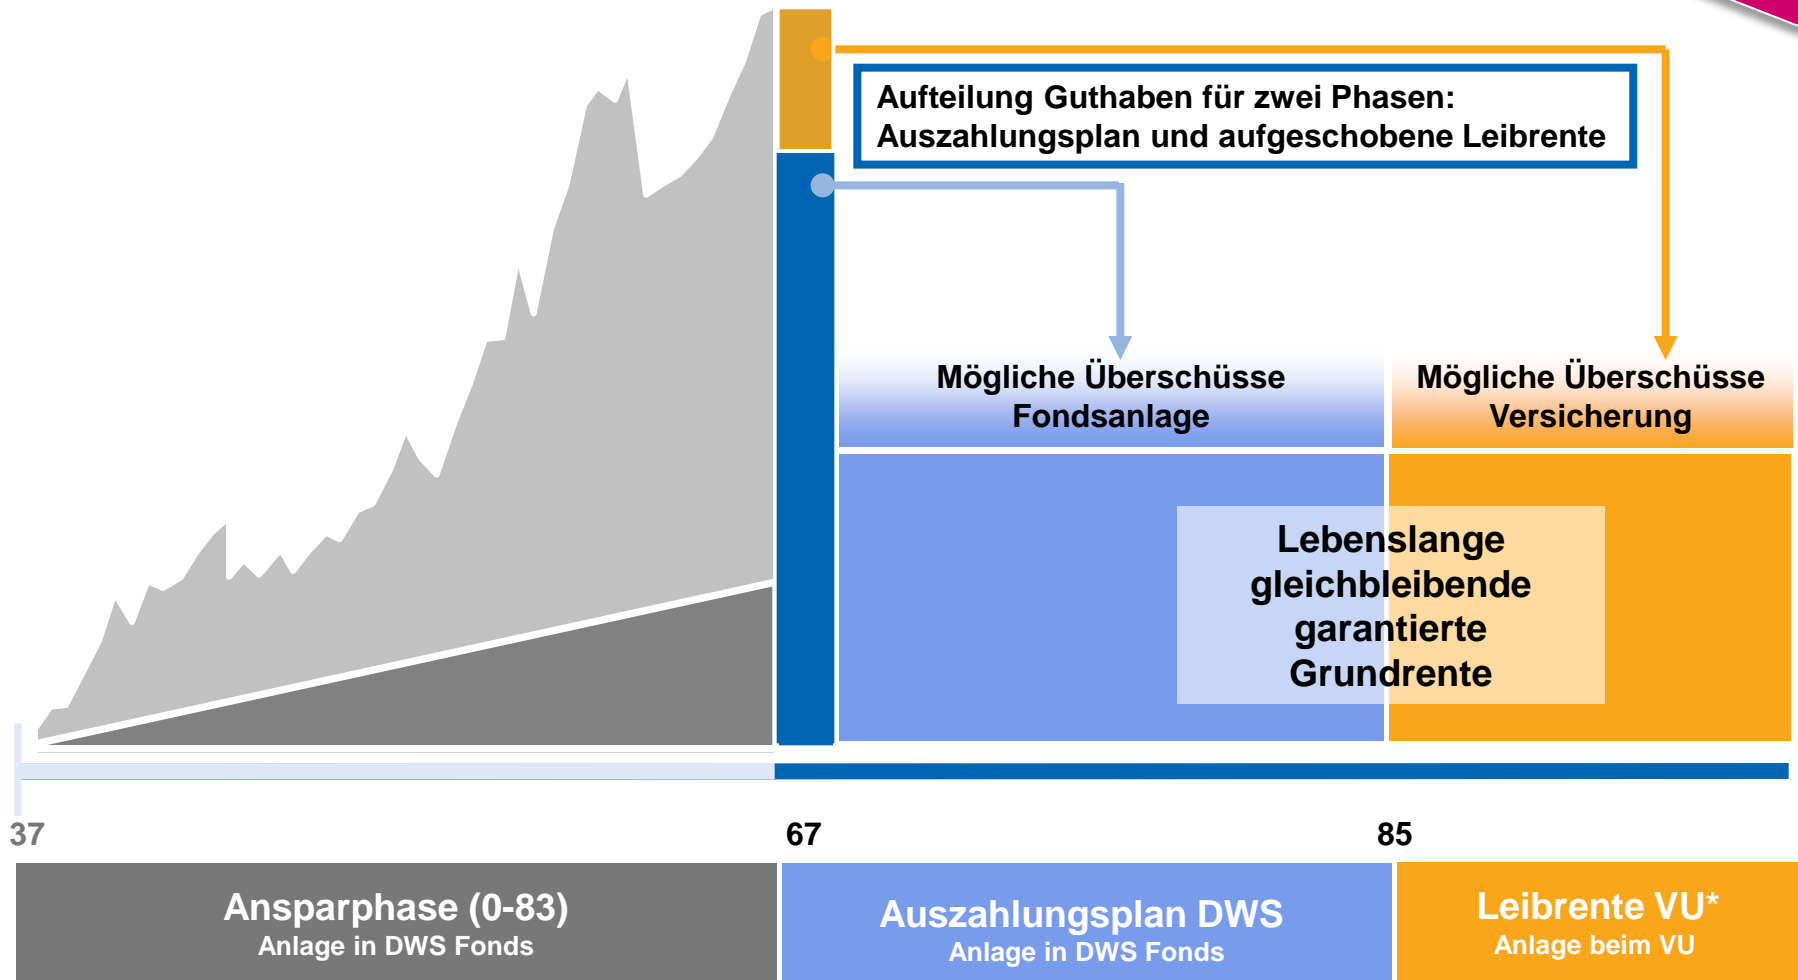 Aufteilung Guthaben für zwei Phasen:
Auszahlungsplan und aufgeschobene Leibrente
Mögliche Überschüsse
Fondsanlage
Mögliche Überschüsse
Versicherung
Lebenslange
gleichbleibende
garantierte
Grundrente
37
67
85
Ansparphase (0-83)
Anlage in DWS Fonds
Auszahlungsplan DWS
Anlage in DWS Fonds
Leibrente VU*
Anlage beim VU